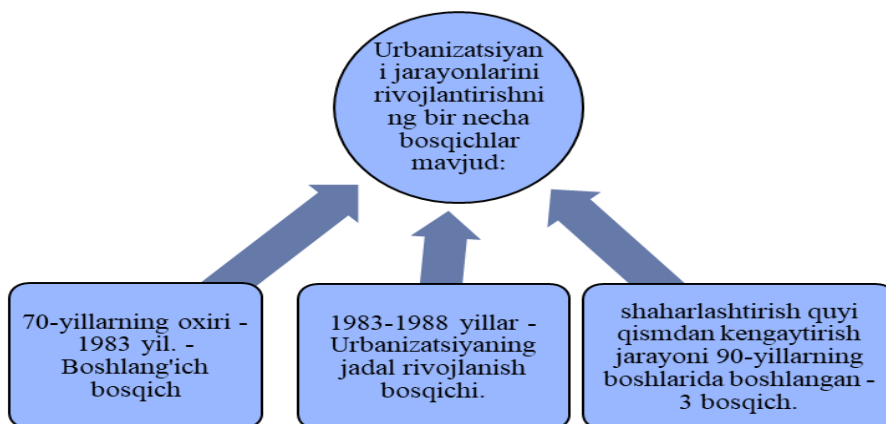 Urbanizatsiyan
i jarayonlarini
rivojlantirishni
ng bir necha
bosqichlar
mavjud:
70-yillarning oxiri -
1983 yil. -
Boshlang'ich
bosqich
1983-1988 yillar -
Urbanizatsiyaning
jadal rivojlanish
bosqichi.
shaharlashtirish quyi
qismdan kengaytirish
jarayoni 90-yillarning
boshlarida boshlangan -
3 bosqich.